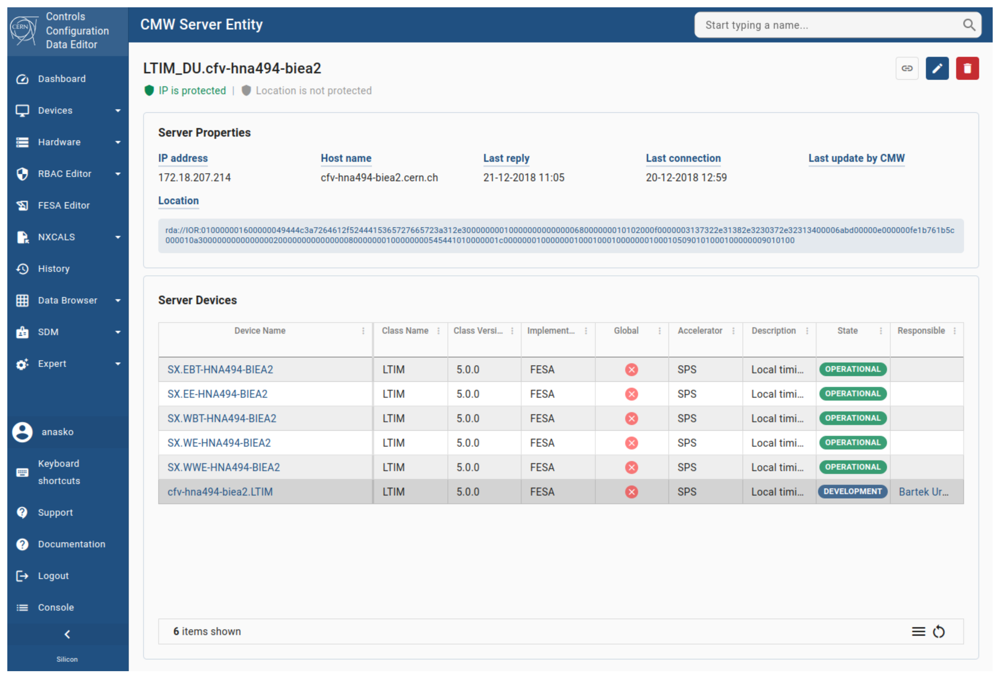 CERN
Controls
Configuration
Data Editor
CMW Server Entity
Start typing a name...
Dashboard
Devices
Hardware
RBAC Editor
FESA Editor
NXCALS
History
Data Browser
SDM
Expert
anasko
Keyboard
shortcuts
Support
Documentation
Logout
Console
Silicon
LTIM_DU.cfv-hna494-biea2
IP is protected | Location is not protected
Server Properties
IP address Host name Last reply Last connection Last update by CMW
172.18.207.214 cfv-hna494-biea2.cern.ch 21-12-2018 11:05 20-12-2018 12:59
Location
Server Devices
Device Name Class Name Class Versi... Implement... Global Accelerator Description State Responsible
SX.EBT-HNA494-BIEA2 LTIM 5.0.0 FESA SPS Local timi... OPERATIONAL
SX.EE-HNA494-BIEA2 LTIM 5.0.0 FESA SPS Local timi... OPERATIONAL
SX.WBT-HNA494-BIEA2 LTIM 5.0.0 FESA SPS Local timi... OPERATIONAL
SX.WE-HNA494-BIEA2 LTIM 5.0.0 FESA SPS Local timi... OPERATIONAL
SX.WWE-HNA494-BIEA2 LTIM 5.0.0 FESA SPS Local timi... OPERATIONAL
cfv-hna494-biea2.LTIM LTIM 5.0.0 FESA SPS Local timi... DEVELOPMENT Bartek Ur...
6 items shown